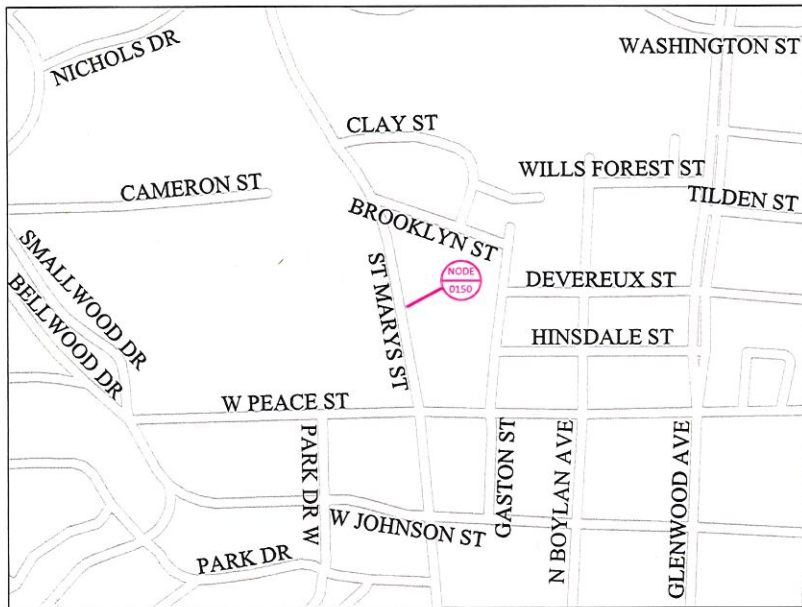 WASHINGTON ST
NICHOLS DR
CLAY ST
WILLS FOREST ST
CAMERON ST
TILDEN ST
BROOKLYN ST
SMALLWOOD DR
BELLWOOD DR
ST MARYS ST
NODE
0150
DEVEREUX ST
HINSDALE ST
W PEACE ST
PARK DR W
GASTON ST
N BOYLAN AVE
GLENWOOD AVE
W JOHNSON ST
PARK DR